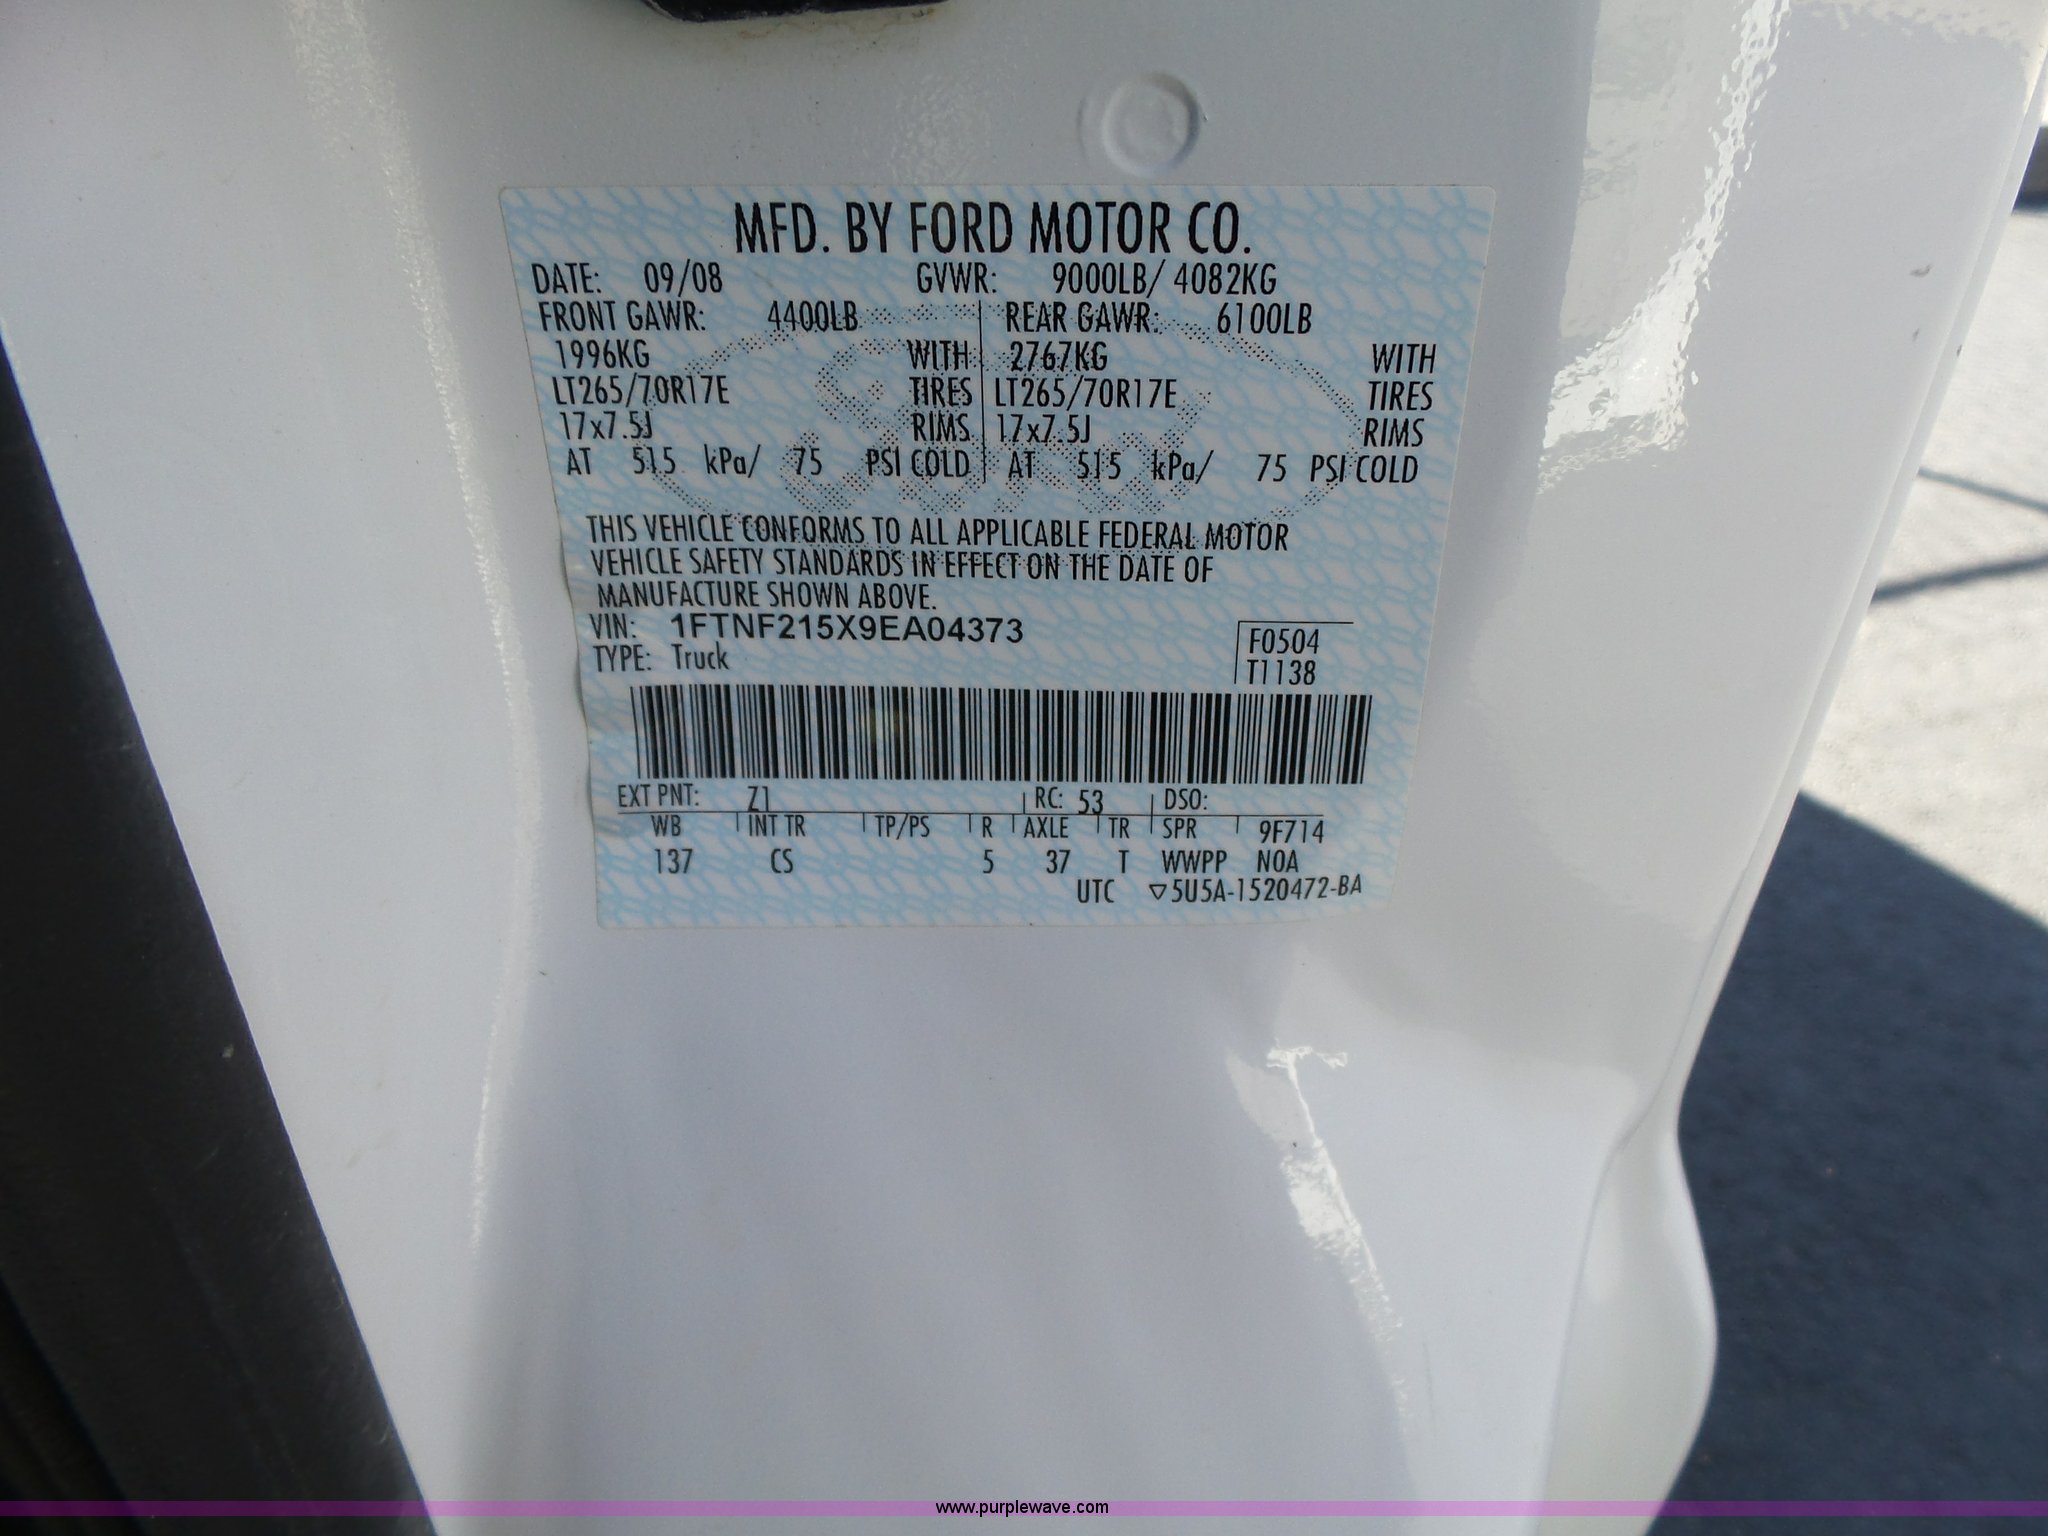 MFD. BY FORD MOTOR CO.
DATE: 09/08 GVWR: 9000LB/ 4082KG
FRONT GAWR: 4400LB REAR GAWR: 6100LB
1996KG WITH 2767KG WITH
LT265/70R17E TIRES LT265/70R17E TIRES
17x7.5J RIMS 17x7.5J RIMS
AT 515 kPa/ 75 PSI COLD AT 515 kPa/ 75 PSI COLD
THIS VEHICLE CONFORMS TO ALL APPLICABLE FEDERAL MOTOR
VEHICLE SAFETY STANDARDS IN EFFECT ON THE DATE OF
MANUFACTURE SHOWN ABOVE.
VIN: 1FTNF215X9EA04373 F0504
TYPE: Truck T1138
EXT PNT: Z1 RC: 53 DSO:
WB INT TR TP/PS R AXLE TR SPR 9F714
137 CS 5 37 T WWPP N0A
UTC ▽5U5A-1520472-BA
www.purplewave.com